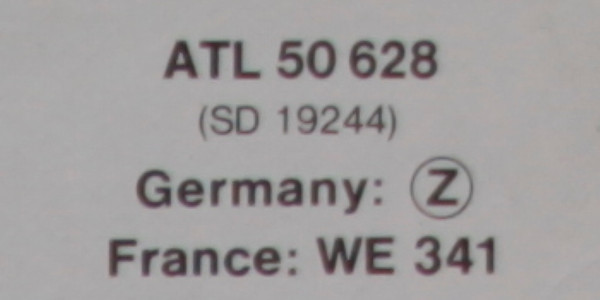 ATL 50 628
(SD 19244)
Germany: Ⓩ
France: WE 341